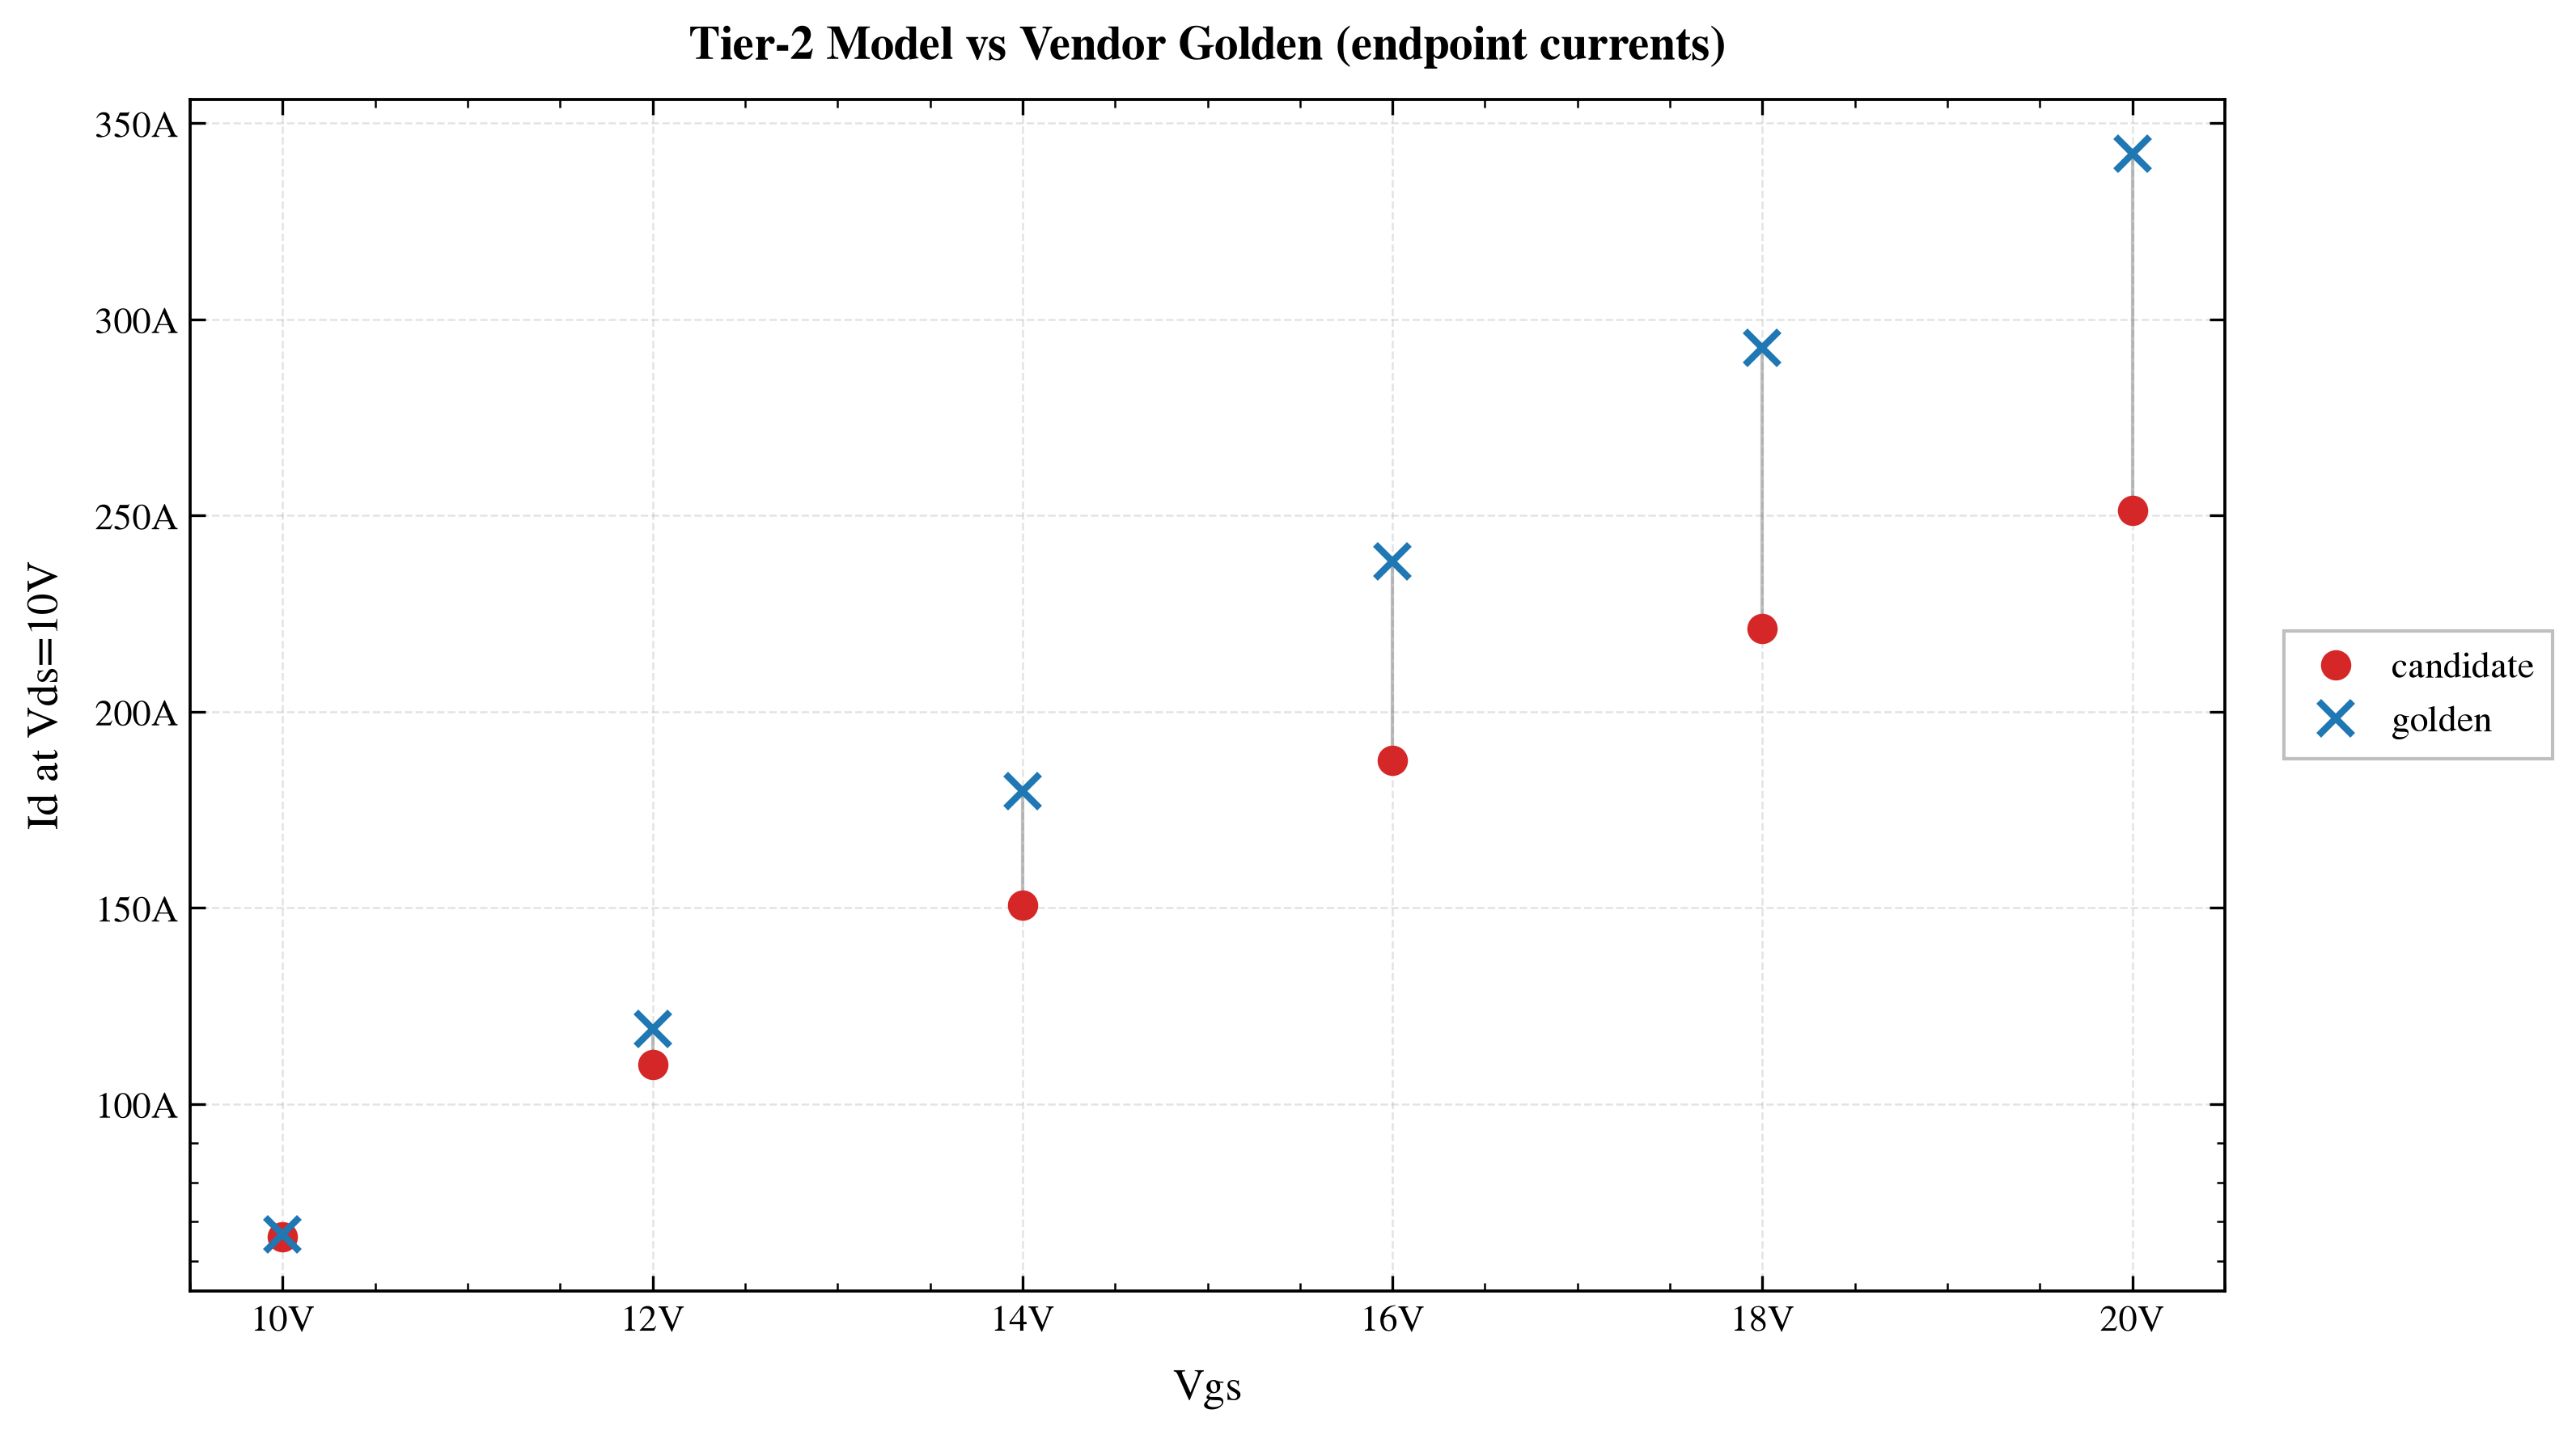 Tier-2 Model vs Vendor Golden (endpoint currents)
350A
300A
250A
200A
150A
100A
Id at Vds=10V
10V
12V
14V
16V
18V
20V
Vgs
candidate
golden